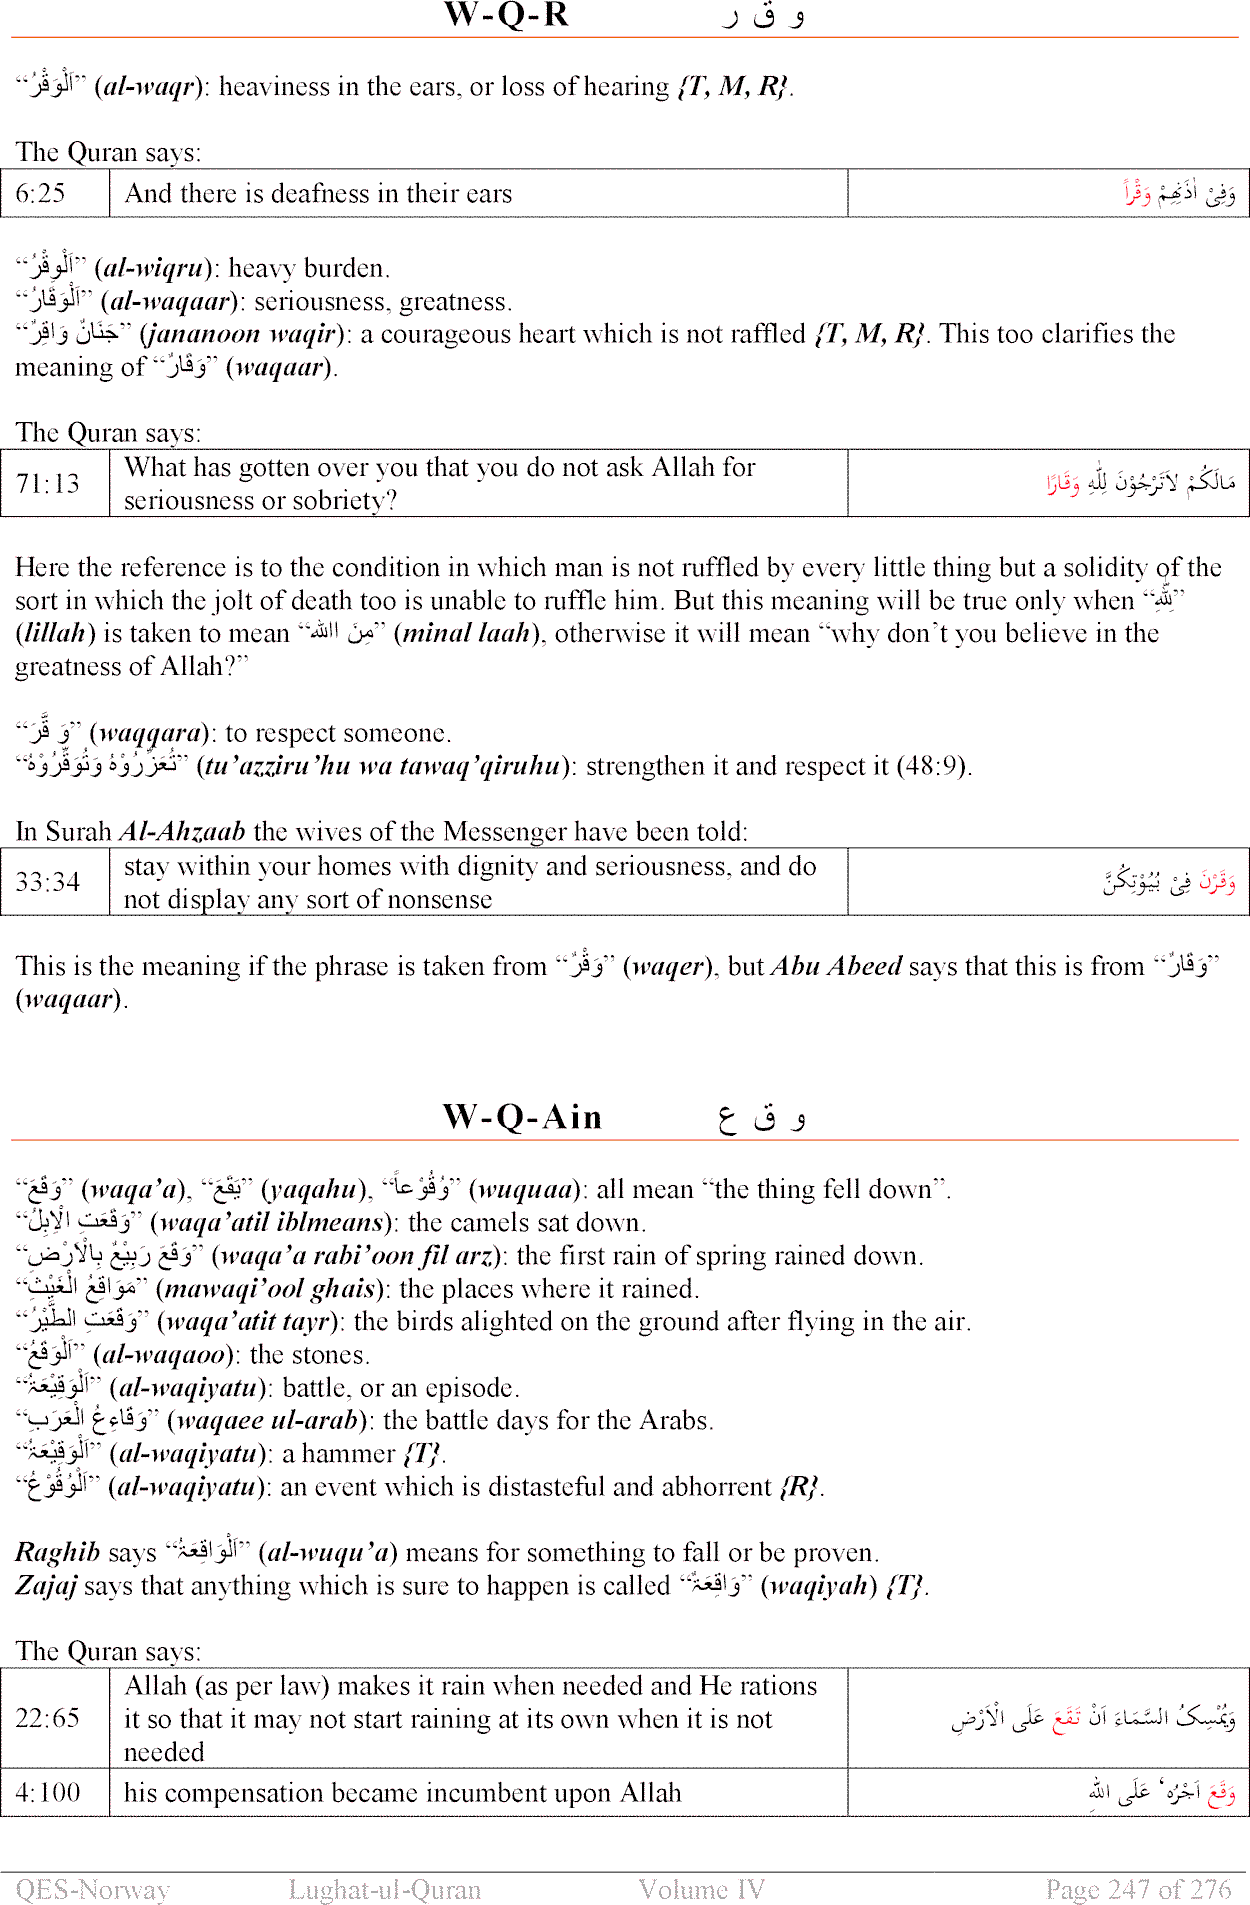 W-Q-R و ق ر
“اَلْوَقْرُ” (al-waqr): heaviness in the ears, or loss of hearing {T, M, R}.
The Quran says:
6:25 And there is deafness in their ears وَفِیْ اٰذَنِهِمْ وَقْراً
“اَلْوِقْرُ” (al-wiqru): heavy burden.
“اَلْوَقَارُ” (al-waqaar): seriousness, greatness.
“جَنَانٌ وَاقِرٌ” (jananoon waqir): a courageous heart which is not raffled {T, M, R}. This too clarifies the
meaning of “وَقَارٌ” (waqaar).
The Quran says:
71:13 What has gotten over you that you do not ask Allah for
seriousness or sobriety? مَالَكُمْ لاَتَرْجُوْنَ لِلّٰهِ وَقَارًا
Here the reference is to the condition in which man is not ruffled by every little thing but a solidity of the
sort in which the jolt of death too is unable to ruffle him. But this meaning will be true only when “لِلّٰهِ”
(lillah) is taken to mean “مِنَ االله” (minal laah), otherwise it will mean “why don’t you believe in the
greatness of Allah?”
“وَ قَّرَ” (waqqara): to respect someone.
“تُعَزِّرُوْهُ وَتُوَقِّرُوْهُ” (tu’azziru’hu wa tawaq’qiruhu): strengthen it and respect it (48:9).
In Surah Al-Ahzaab the wives of the Messenger have been told:
33:34 stay within your homes with dignity and seriousness, and do
not display any sort of nonsense وَقَرْنَ فِیْ بُیُوْتِکُنَّ
This is the meaning if the phrase is taken from “وَقْرٌ” (waqer), but Abu Abeed says that this is from “وَقَارٌ”
(waqaar).
W-Q-Ain و ق ع
“وَقَعَ” (waqa’a), “یَقَعُ” (yaqahu), “وُقُوْعاً” (wuquaa): all mean “the thing fell down”.
“وَقَعَتِ الْاِبِلُ” (waqa’atil iblmeans): the camels sat down.
“وَقَعَ رَبِیْعٌ بِالْاَرْضِ” (waqa’a rabi’oon fil arz): the first rain of spring rained down.
“مَوَاقِعُ الْغَیْثِ” (mawaqi’ool ghais): the places where it rained.
“وَقَعَتِ الطَّیْرُ” (waqa’atit tayr): the birds alighted on the ground after flying in the air.
“اَلْوَقَعُ” (al-waqaoo): the stones.
“اَلْوَقِیْعَۃُ” (al-waqiyatu): battle, or an episode.
“وَقَاءِعُ الْعَرَبِ” (waqaee ul-arab): the battle days for the Arabs.
“اَلْوَقِیْعَۃُ” (al-waqiyatu): a hammer {T}.
“اَلْوُقُوْعُ” (al-waqiyatu): an event which is distasteful and abhorrent {R}.
Raghib says “اَلْوَاقِعَۃُ” (al-wuqu’a) means for something to fall or be proven.
Zajaj says that anything which is sure to happen is called “وَاقِعَۃٌ” (waqiyah) {T}.
The Quran says:
22:65 Allah (as per law) makes it rain when needed and He rations
it so that it may not start raining at its own when it is not
needed وَیُمْسِکُ السَّمَاءَ اَنْ تَقَعَ عَلَی الْاَرْضِ
4:100 his compensation became incumbent upon Allah وَقَعَ اَجْرُہ‘ عَلَی اللهِ
QES-Norway Lughat-ul-Quran Volume IV Page 247 of 276